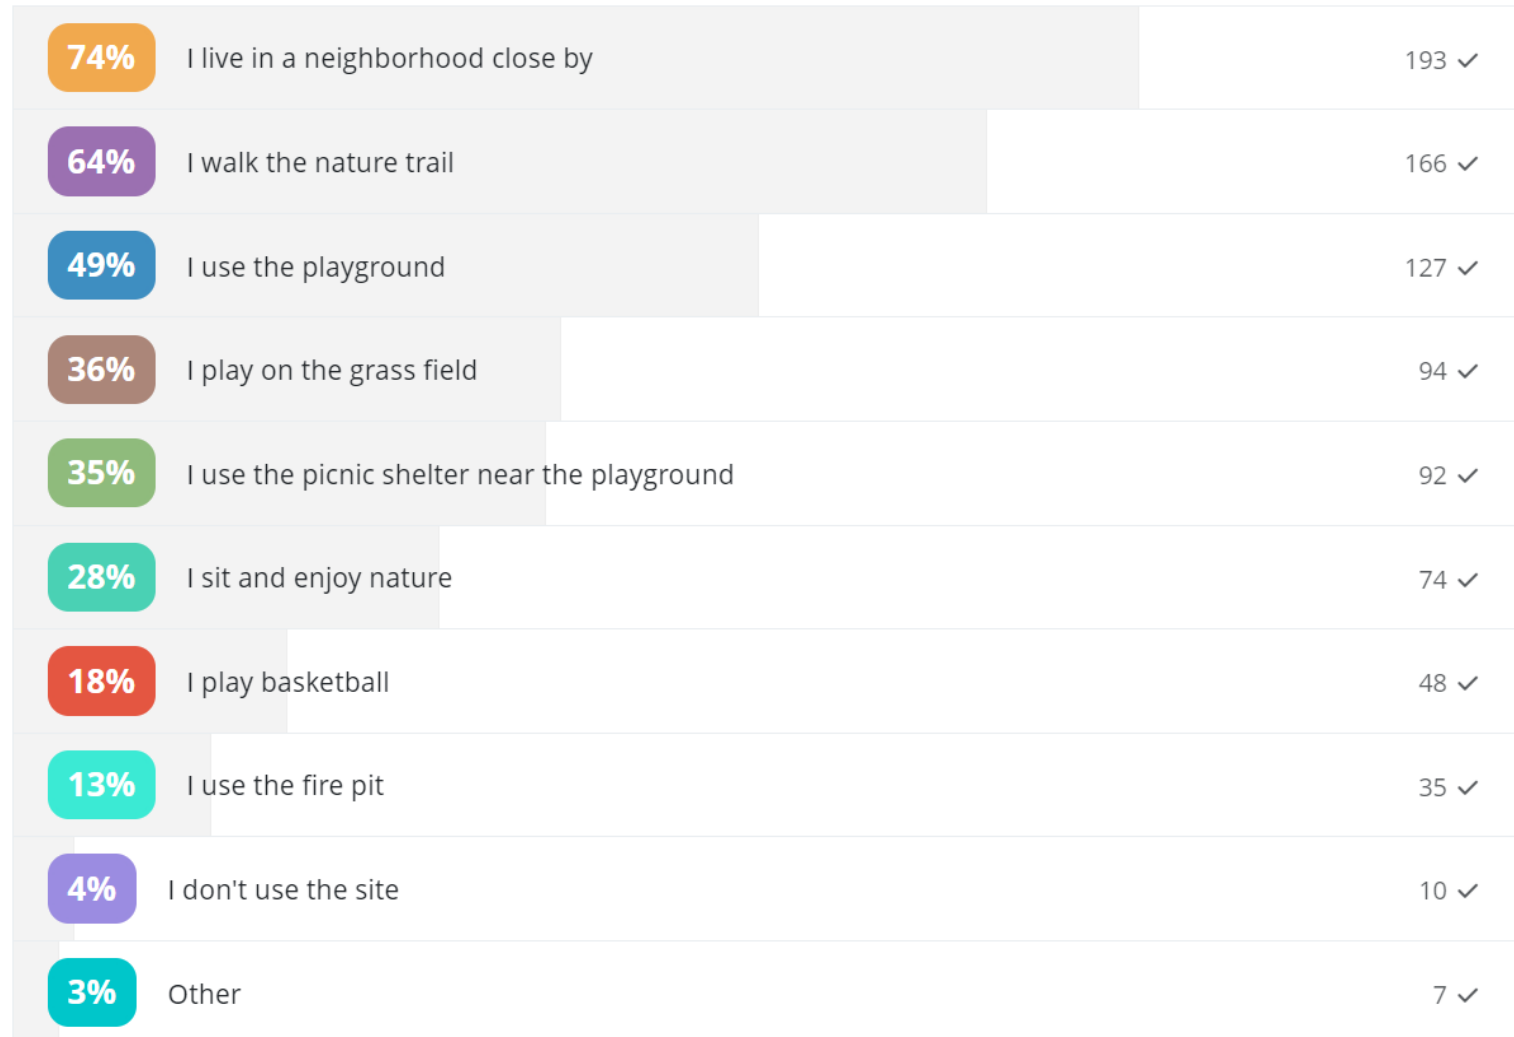 74% I live in a neighborhood close by 193
64% I walk the nature trail 166
49% I use the playground 127
36% I play on the grass field 94
35% I use the picnic shelter near the playground 92
28% I sit and enjoy nature 74
18% I play basketball 48
13% I use the fire pit 35
4% I don't use the site 10
3% Other 7